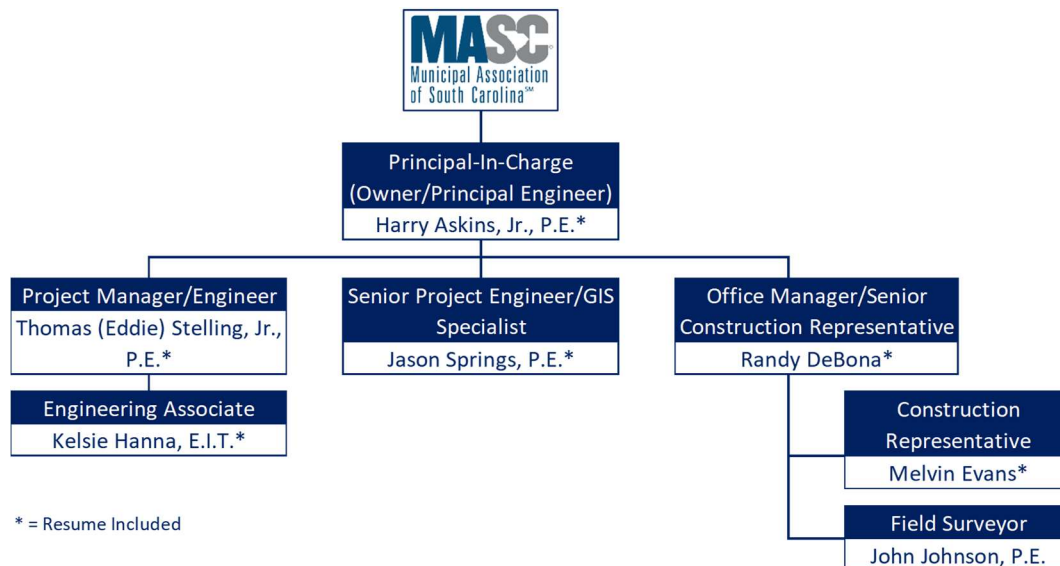 MASC
Municipal Association
of South Carolina℠
Principal-In-Charge
(Owner/Principal Engineer)
Harry Askins, Jr., P.E.*
Project Manager/Engineer
Thomas (Eddie) Stelling, Jr.,
P.E.*
Engineering Associate
Kelsie Hanna, E.I.T.*
Senior Project Engineer/GIS
Specialist
Jason Springs, P.E.*
Office Manager/Senior
Construction Representative
Randy DeBona*
Construction
Representative
Melvin Evans*
Field Surveyor
John Johnson, P.E.
* = Resume Included